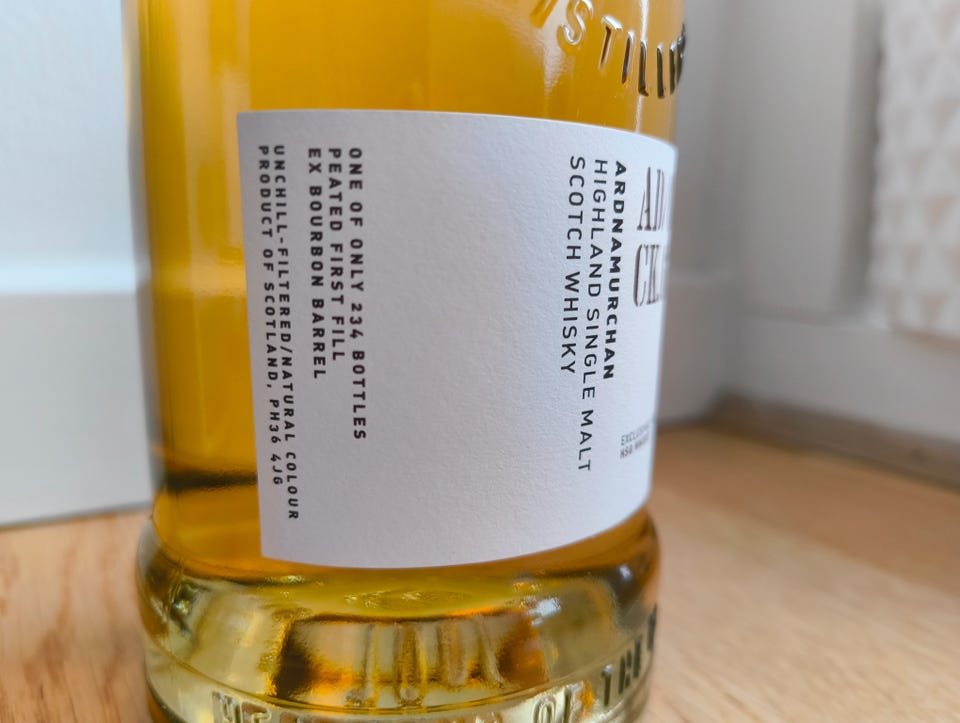 ONE OF ONLY 234 BOTTLES
PEATED FIRST FILL
EX BOURBON BARREL
UNCHILL-FILTERED/NATURAL COLOUR
PRODUCT OF SCOTLAND, PH36 4JG
ARDNAMURCHAN
HIGHLAND SINGLE MALT
SCOTCH WHISKY
OF